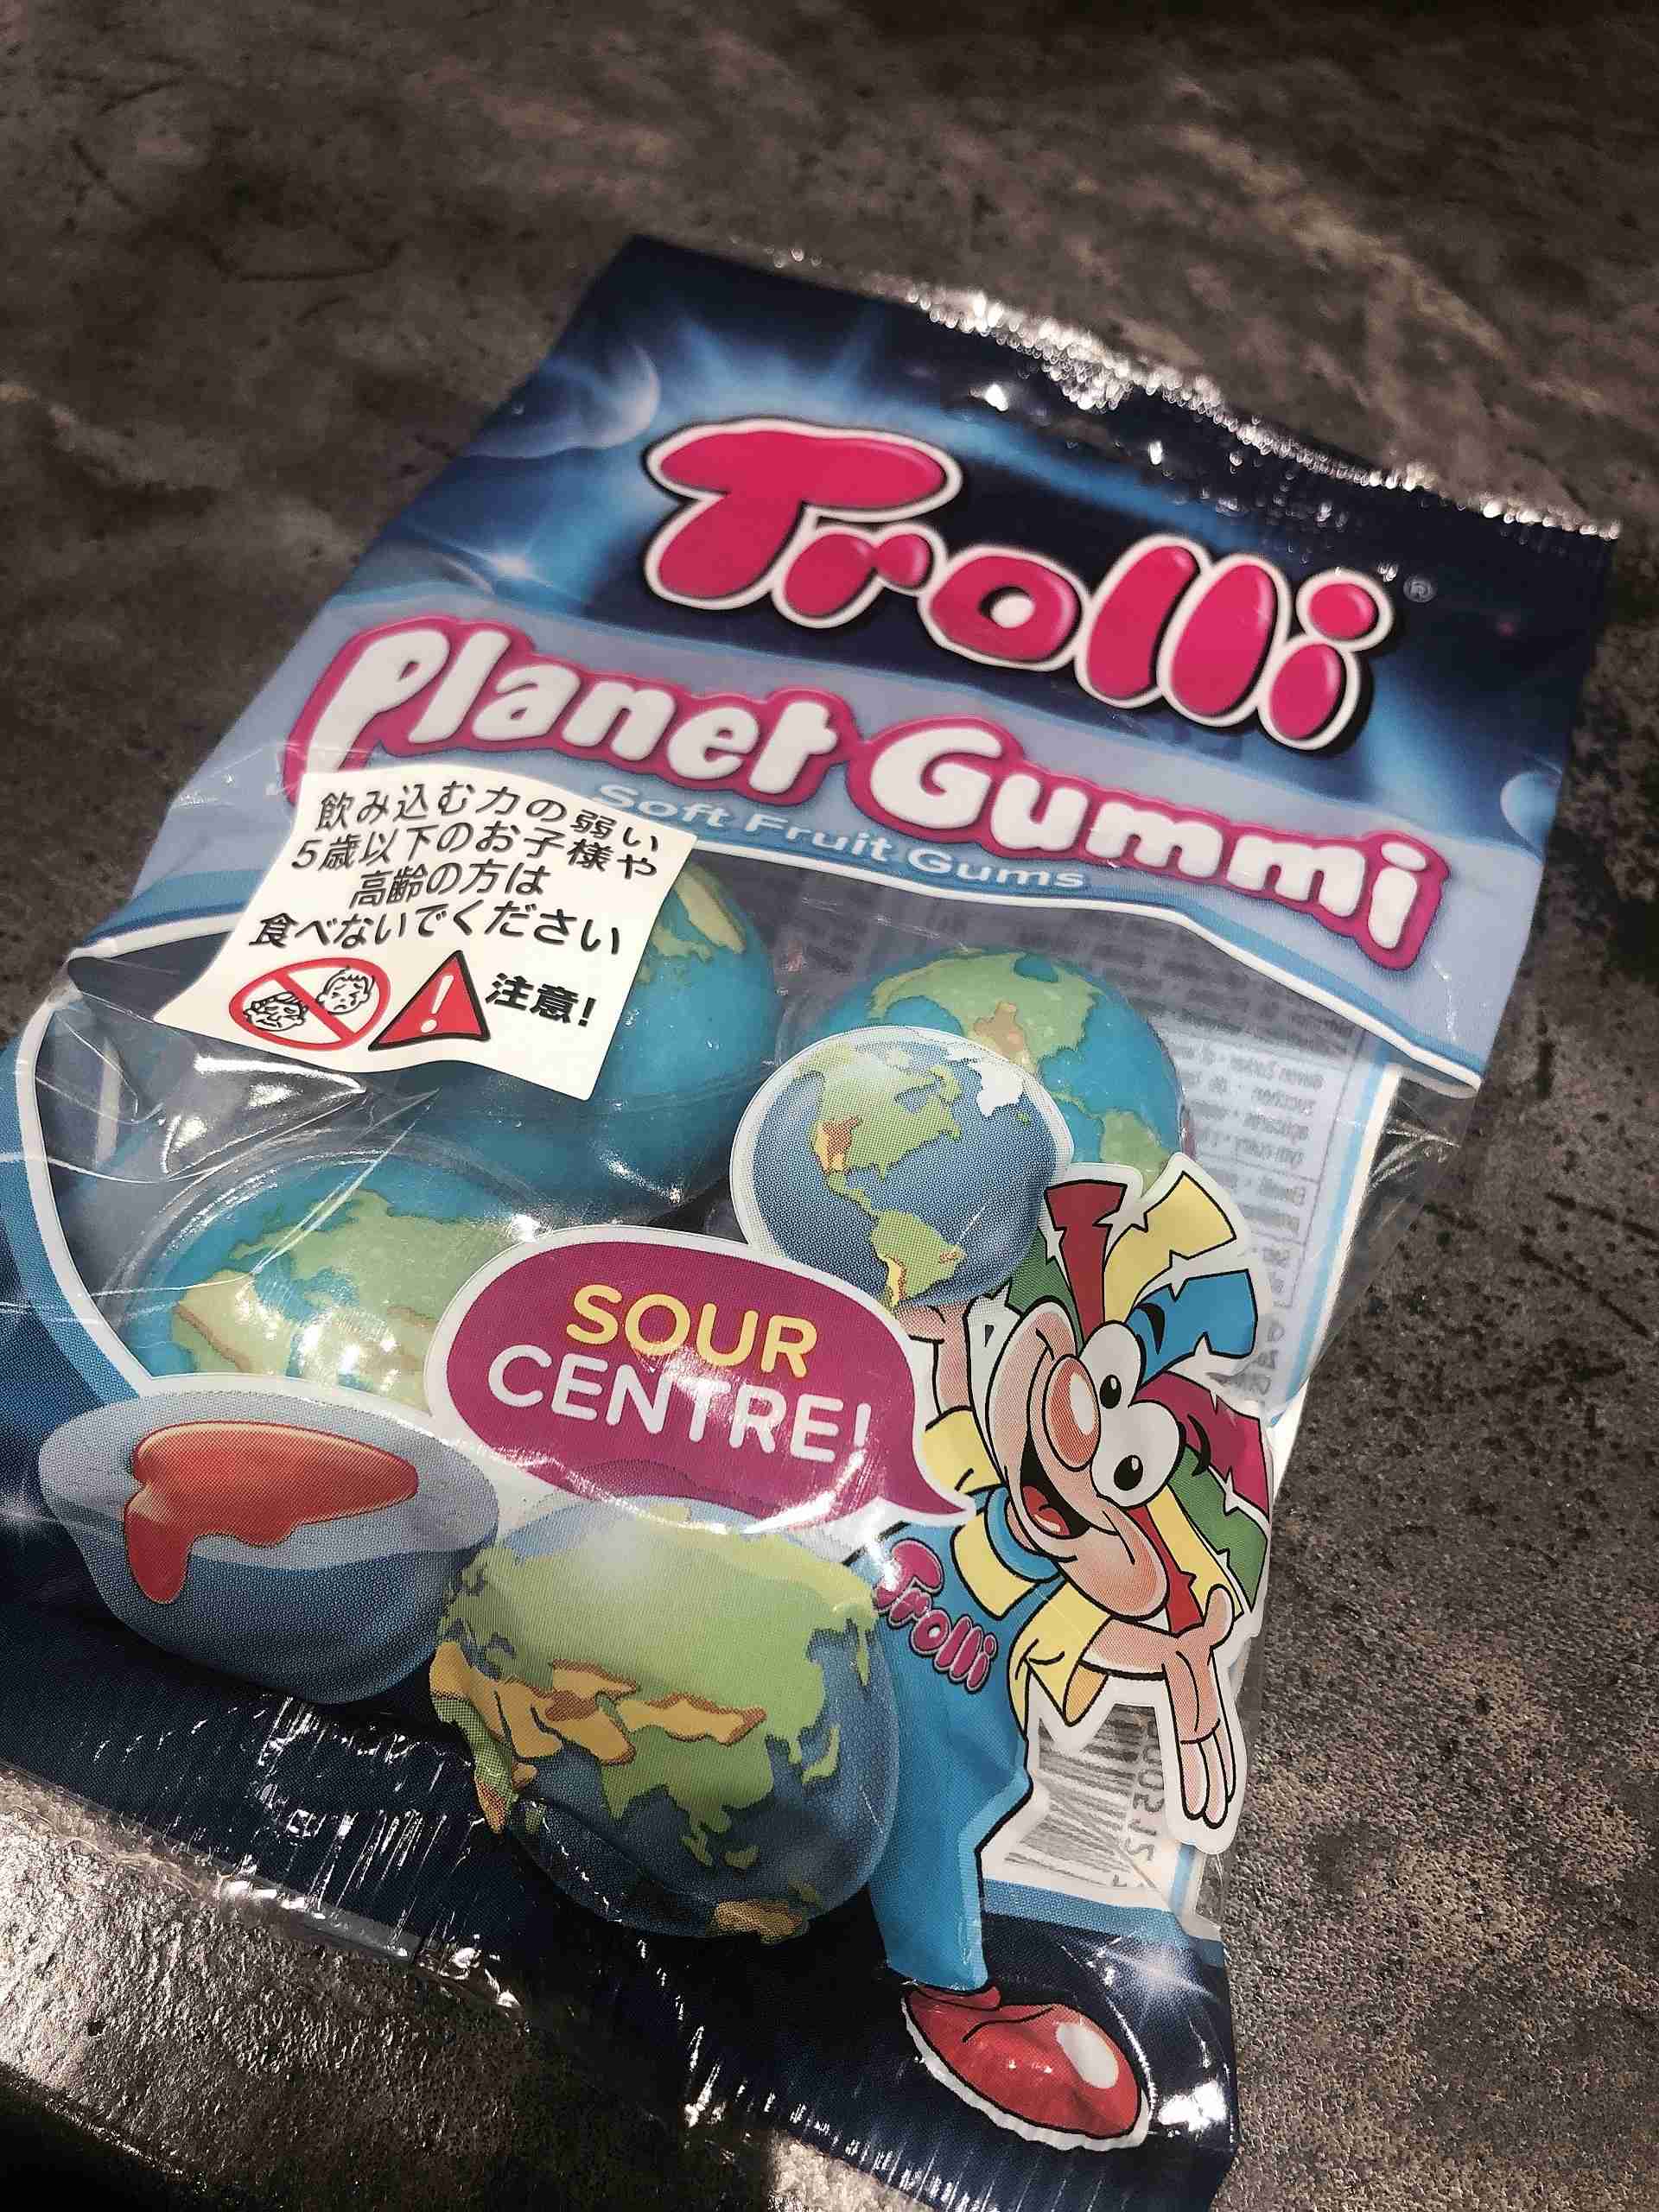 Trolli®
Planet Gummi
Soft Fruit Gums
飲み込む力の弱い
5歳以下のお子様や
高齢の方は
食べないでください
注意!
SOUR
CENTRE!
Trolli